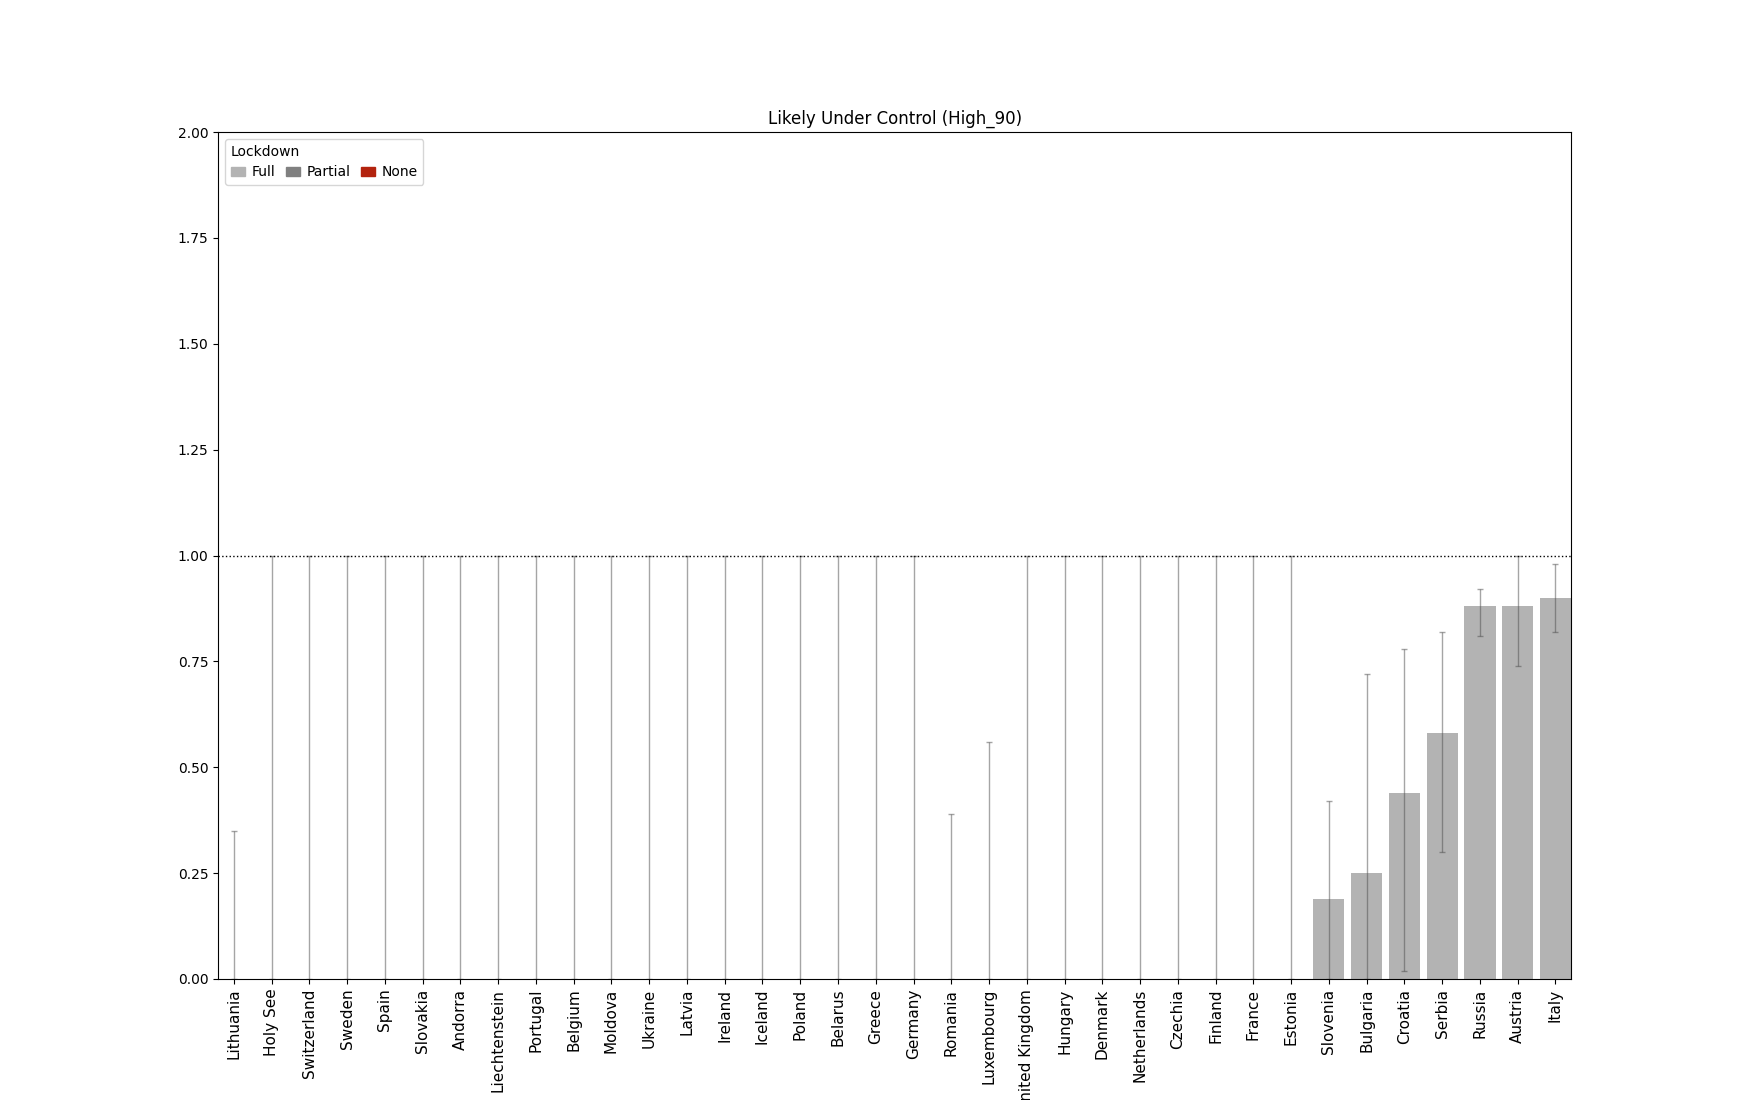 Likely Under Control (High_90)
Lockdown
Full Partial None
2.00
1.75
1.50
1.25
1.00
0.75
0.50
0.25
0.00
Lithuania
Holy See
Switzerland
Sweden
Spain
Slovakia
Andorra
Liechtenstein
Portugal
Belgium
Moldova
Ukraine
Latvia
Ireland
Iceland
Poland
Belarus
Greece
Germany
Romania
Luxembourg
nited Kingdom
Hungary
Denmark
Netherlands
Czechia
Finland
France
Estonia
Slovenia
Bulgaria
Croatia
Serbia
Russia
Austria
Italy